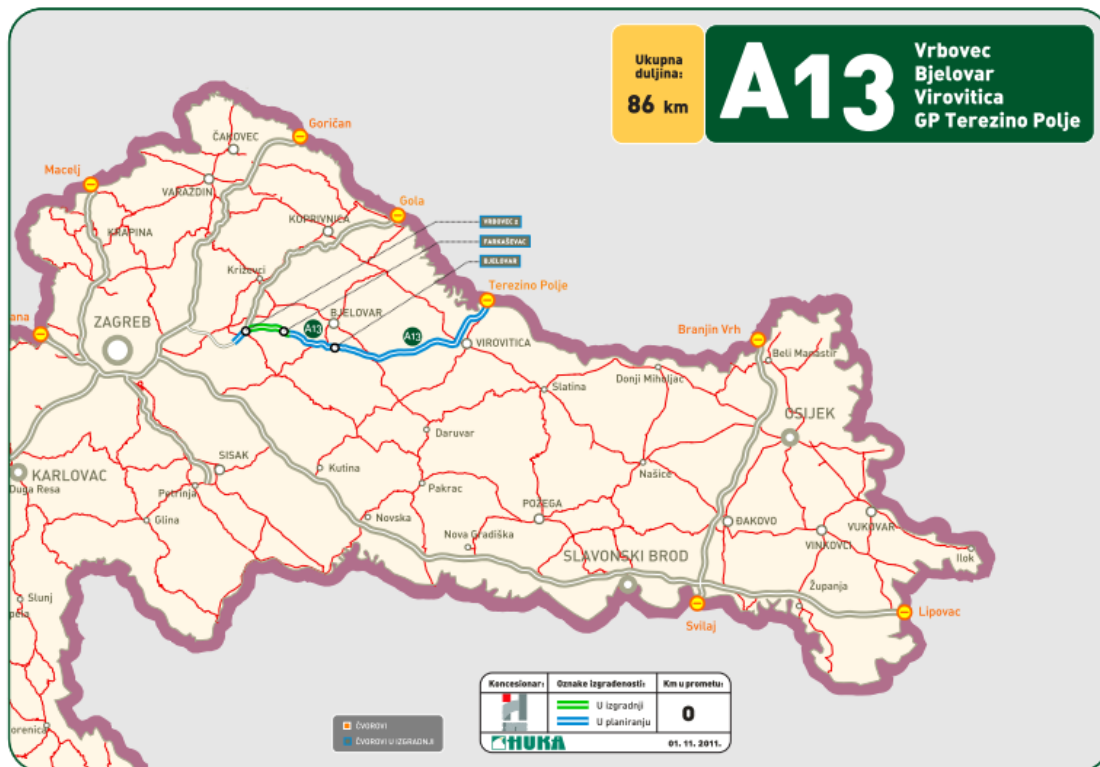 Ukupna
duljina:
86 km
A13
Vrbovec
Bjelovar
Virovitica
GP Terezino Polje
Goričan
ČAKOVEC
Macelj
VARAŽDIN
Gola
KOPRIVNICA
VRBOVEC 2
KRAPINA
FARKAŠEVAC
Križevci
BJELOVAR
Terezino Polje
ana
ZAGREB
BJELOVAR
A13
A13
VIROVITICA
Branjin Vrh
Beli Manastir
Donji Miholjac
Slatina
OSIJEK
Daruvar
SISAK
Kutina
Našice
KARLOVAC
Duga Resa
Petrinja
Pakrac
Glina
Novska
POŽEGA
ĐAKOVO
VUKOVAR
Nova Gradiška
VINKOVCI
SLAVONSKI BROD
Ilok
Slunj
Županja
pela
Svilaj
Lipovac
orenica
Koncesionar:
Oznake izgrađenosti:
Km u prometu:
U izgradnji
U planiranju
0
HUKA
01. 11. 2011.
ČVOROVI
ČVOROVI U IZGRADNJI